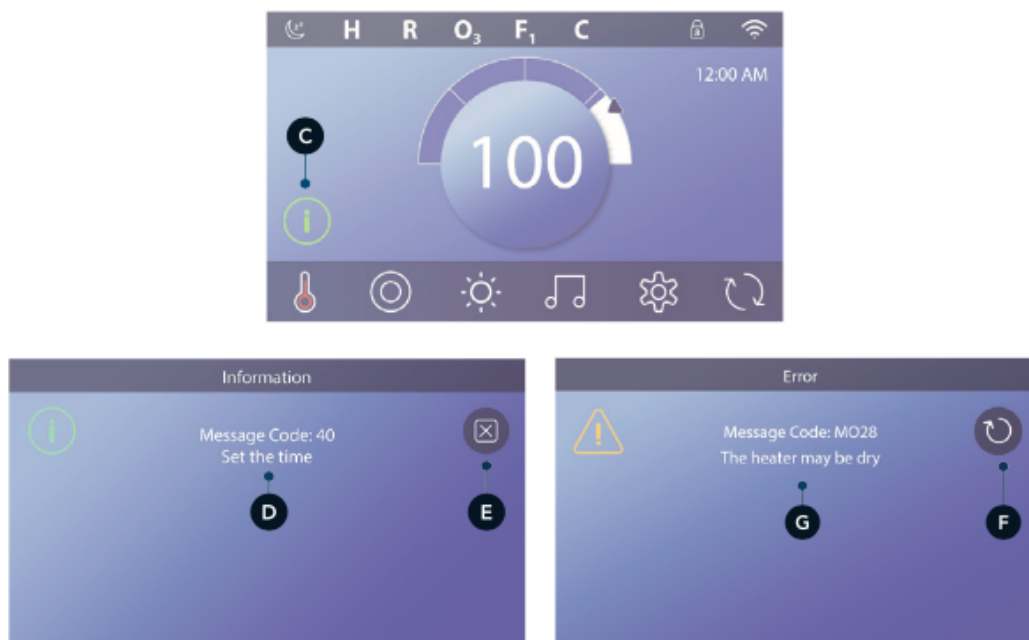 H R O₃ F₁ C
12:00 AM
C
100
i
Information
Message Code: 40
Set the time
D
E
Error
Message Code: MO28
The heater may be dry
G
F